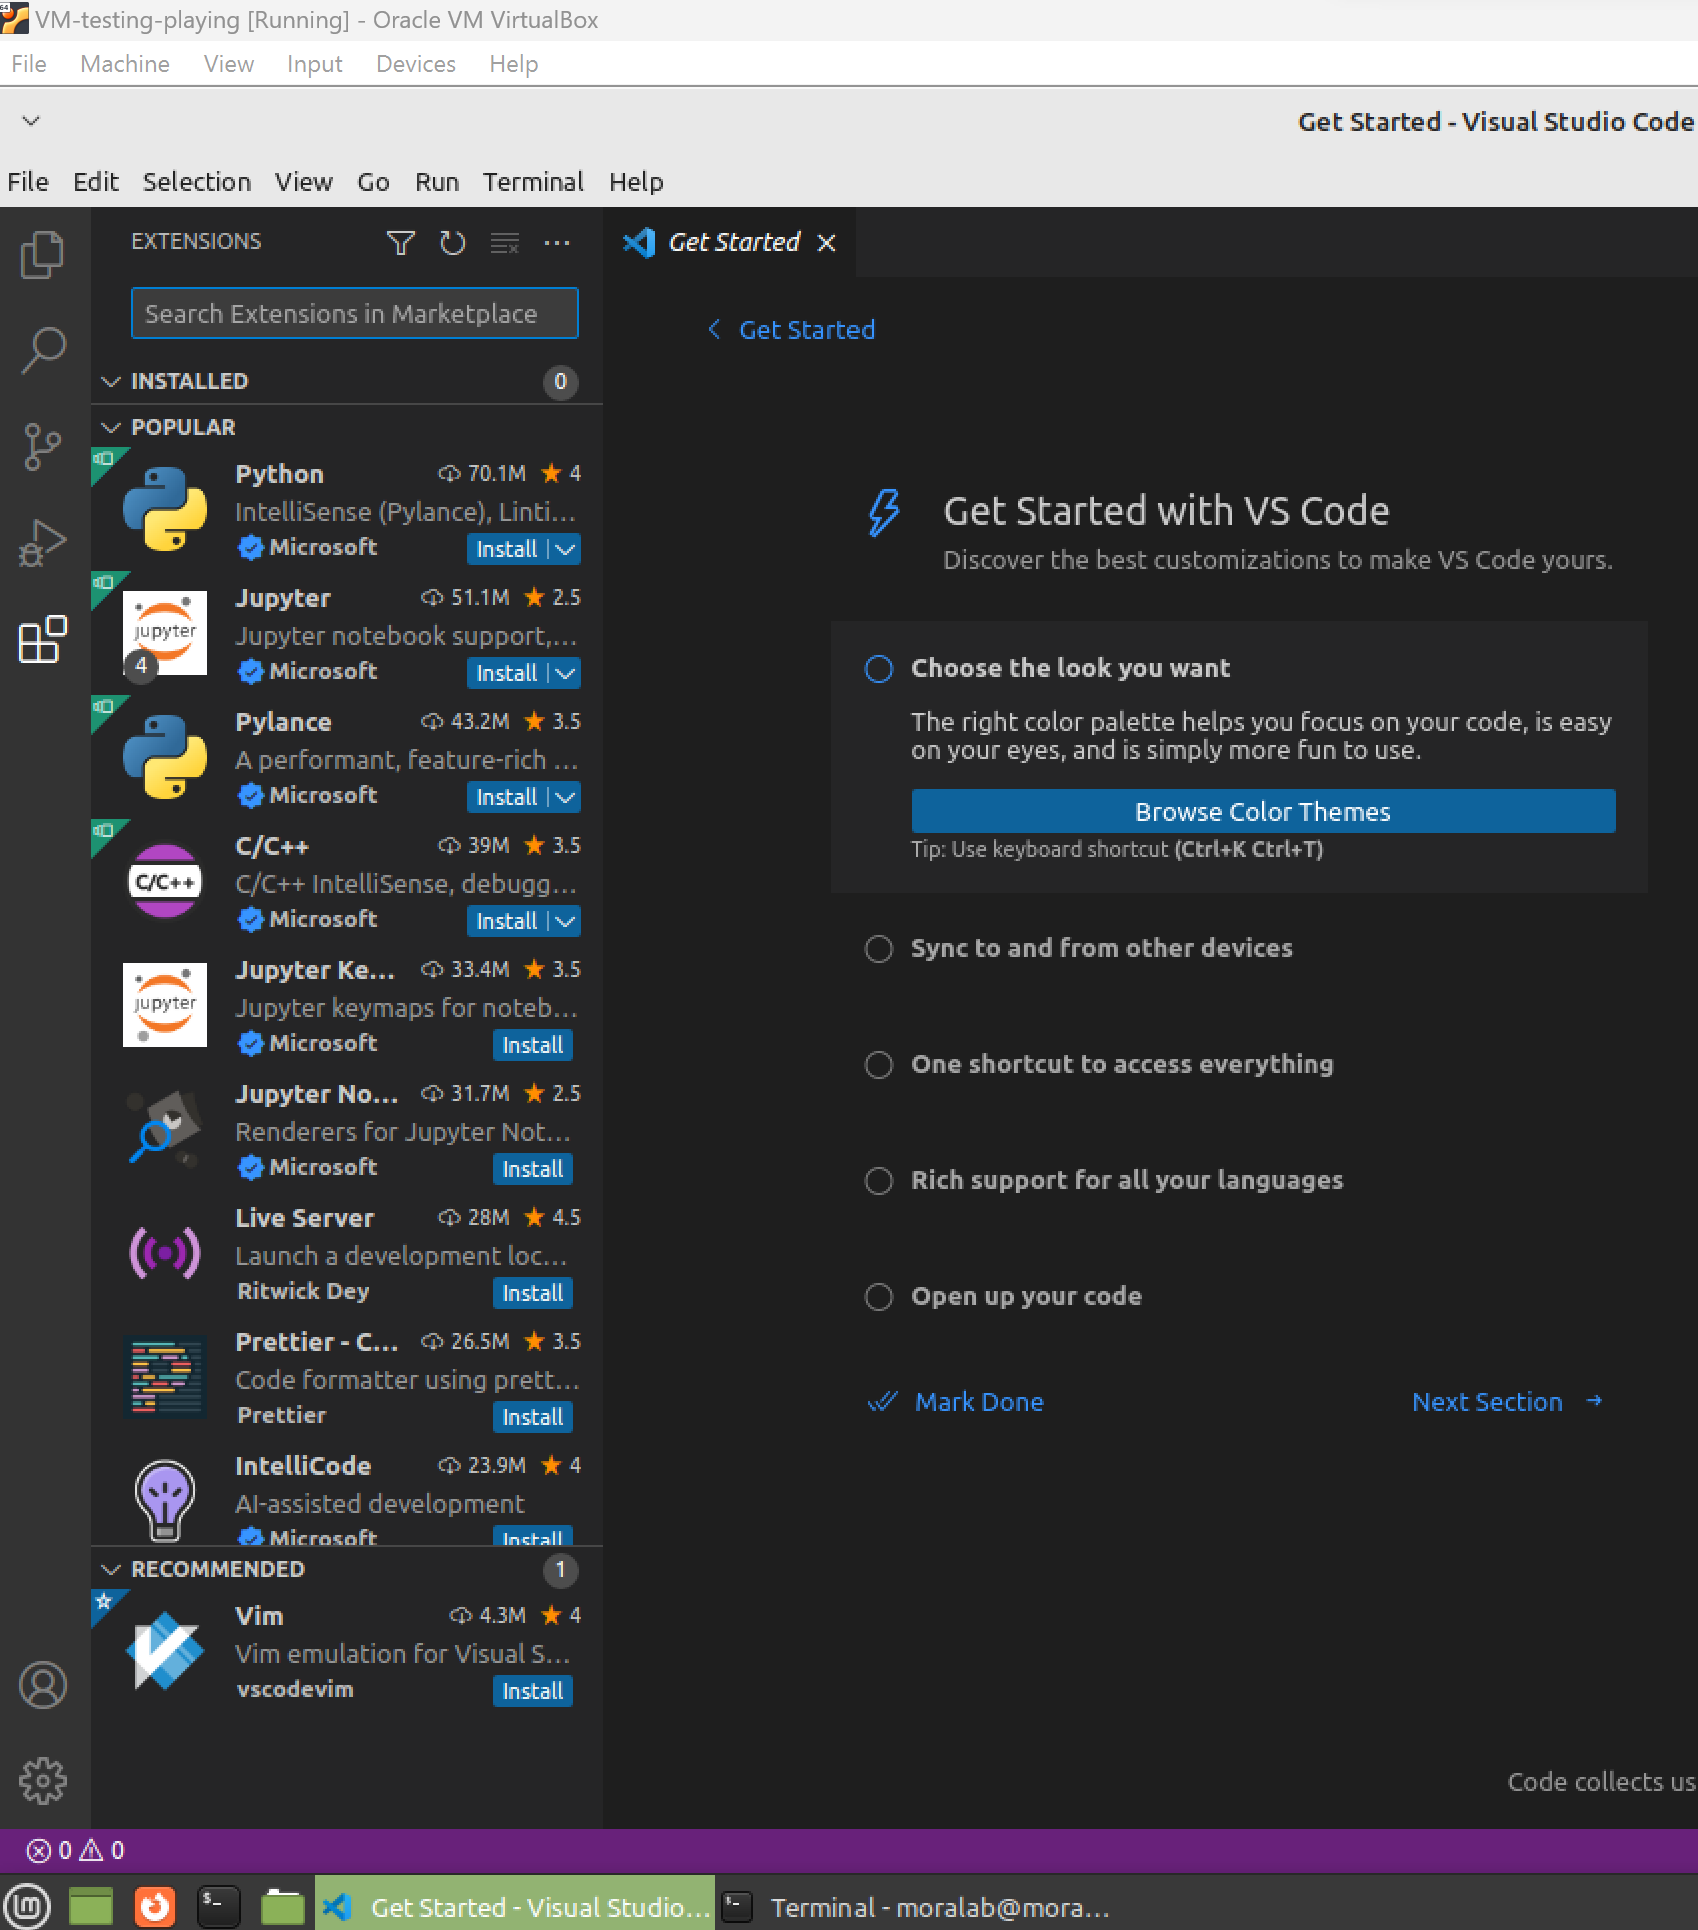 VM-testing-playing [Running] - Oracle VM VirtualBox
File Machine View Input Devices Help
Get Started - Visual Studio Code
File Edit Selection View Go Run Terminal Help
EXTENSIONS
Search Extensions in Marketplace
INSTALLED 0
POPULAR
Python 70.1M 4
IntelliSense (Pylance), Linti...
Microsoft Install
Jupyter 51.1M 2.5
Jupyter notebook support,...
4 Microsoft Install
Pylance 43.2M 3.5
A performant, feature-rich ...
Microsoft Install
C/C++ 39M 3.5
C/C++ IntelliSense, debugg...
Microsoft Install
Jupyter Ke... 33.4M 3.5
Jupyter keymaps for noteb...
Microsoft Install
Jupyter No... 31.7M 2.5
Renderers for Jupyter Not...
Microsoft Install
Live Server 28M 4.5
Launch a development loc...
Ritwick Dey Install
Prettier - C... 26.5M 3.5
Code formatter using prett...
Prettier Install
IntelliCode 23.9M 4
AI-assisted development
Microsoft Install
RECOMMENDED 1
Vim 4.3M 4
Vim emulation for Visual S...
vscodevim Install
jupyter
C/C++
jupyter
Get Started
Get Started
Get Started with VS Code
Discover the best customizations to make VS Code yours.
Choose the look you want
The right color palette helps you focus on your code, is easy
on your eyes, and is simply more fun to use.
Browse Color Themes
Tip: Use keyboard shortcut (Ctrl+K Ctrl+T)
Sync to and from other devices
One shortcut to access everything
Rich support for all your languages
Open up your code
Mark Done Next Section
Code collects us
0 0
Get Started - Visual Studio... Terminal - moralab@mora...